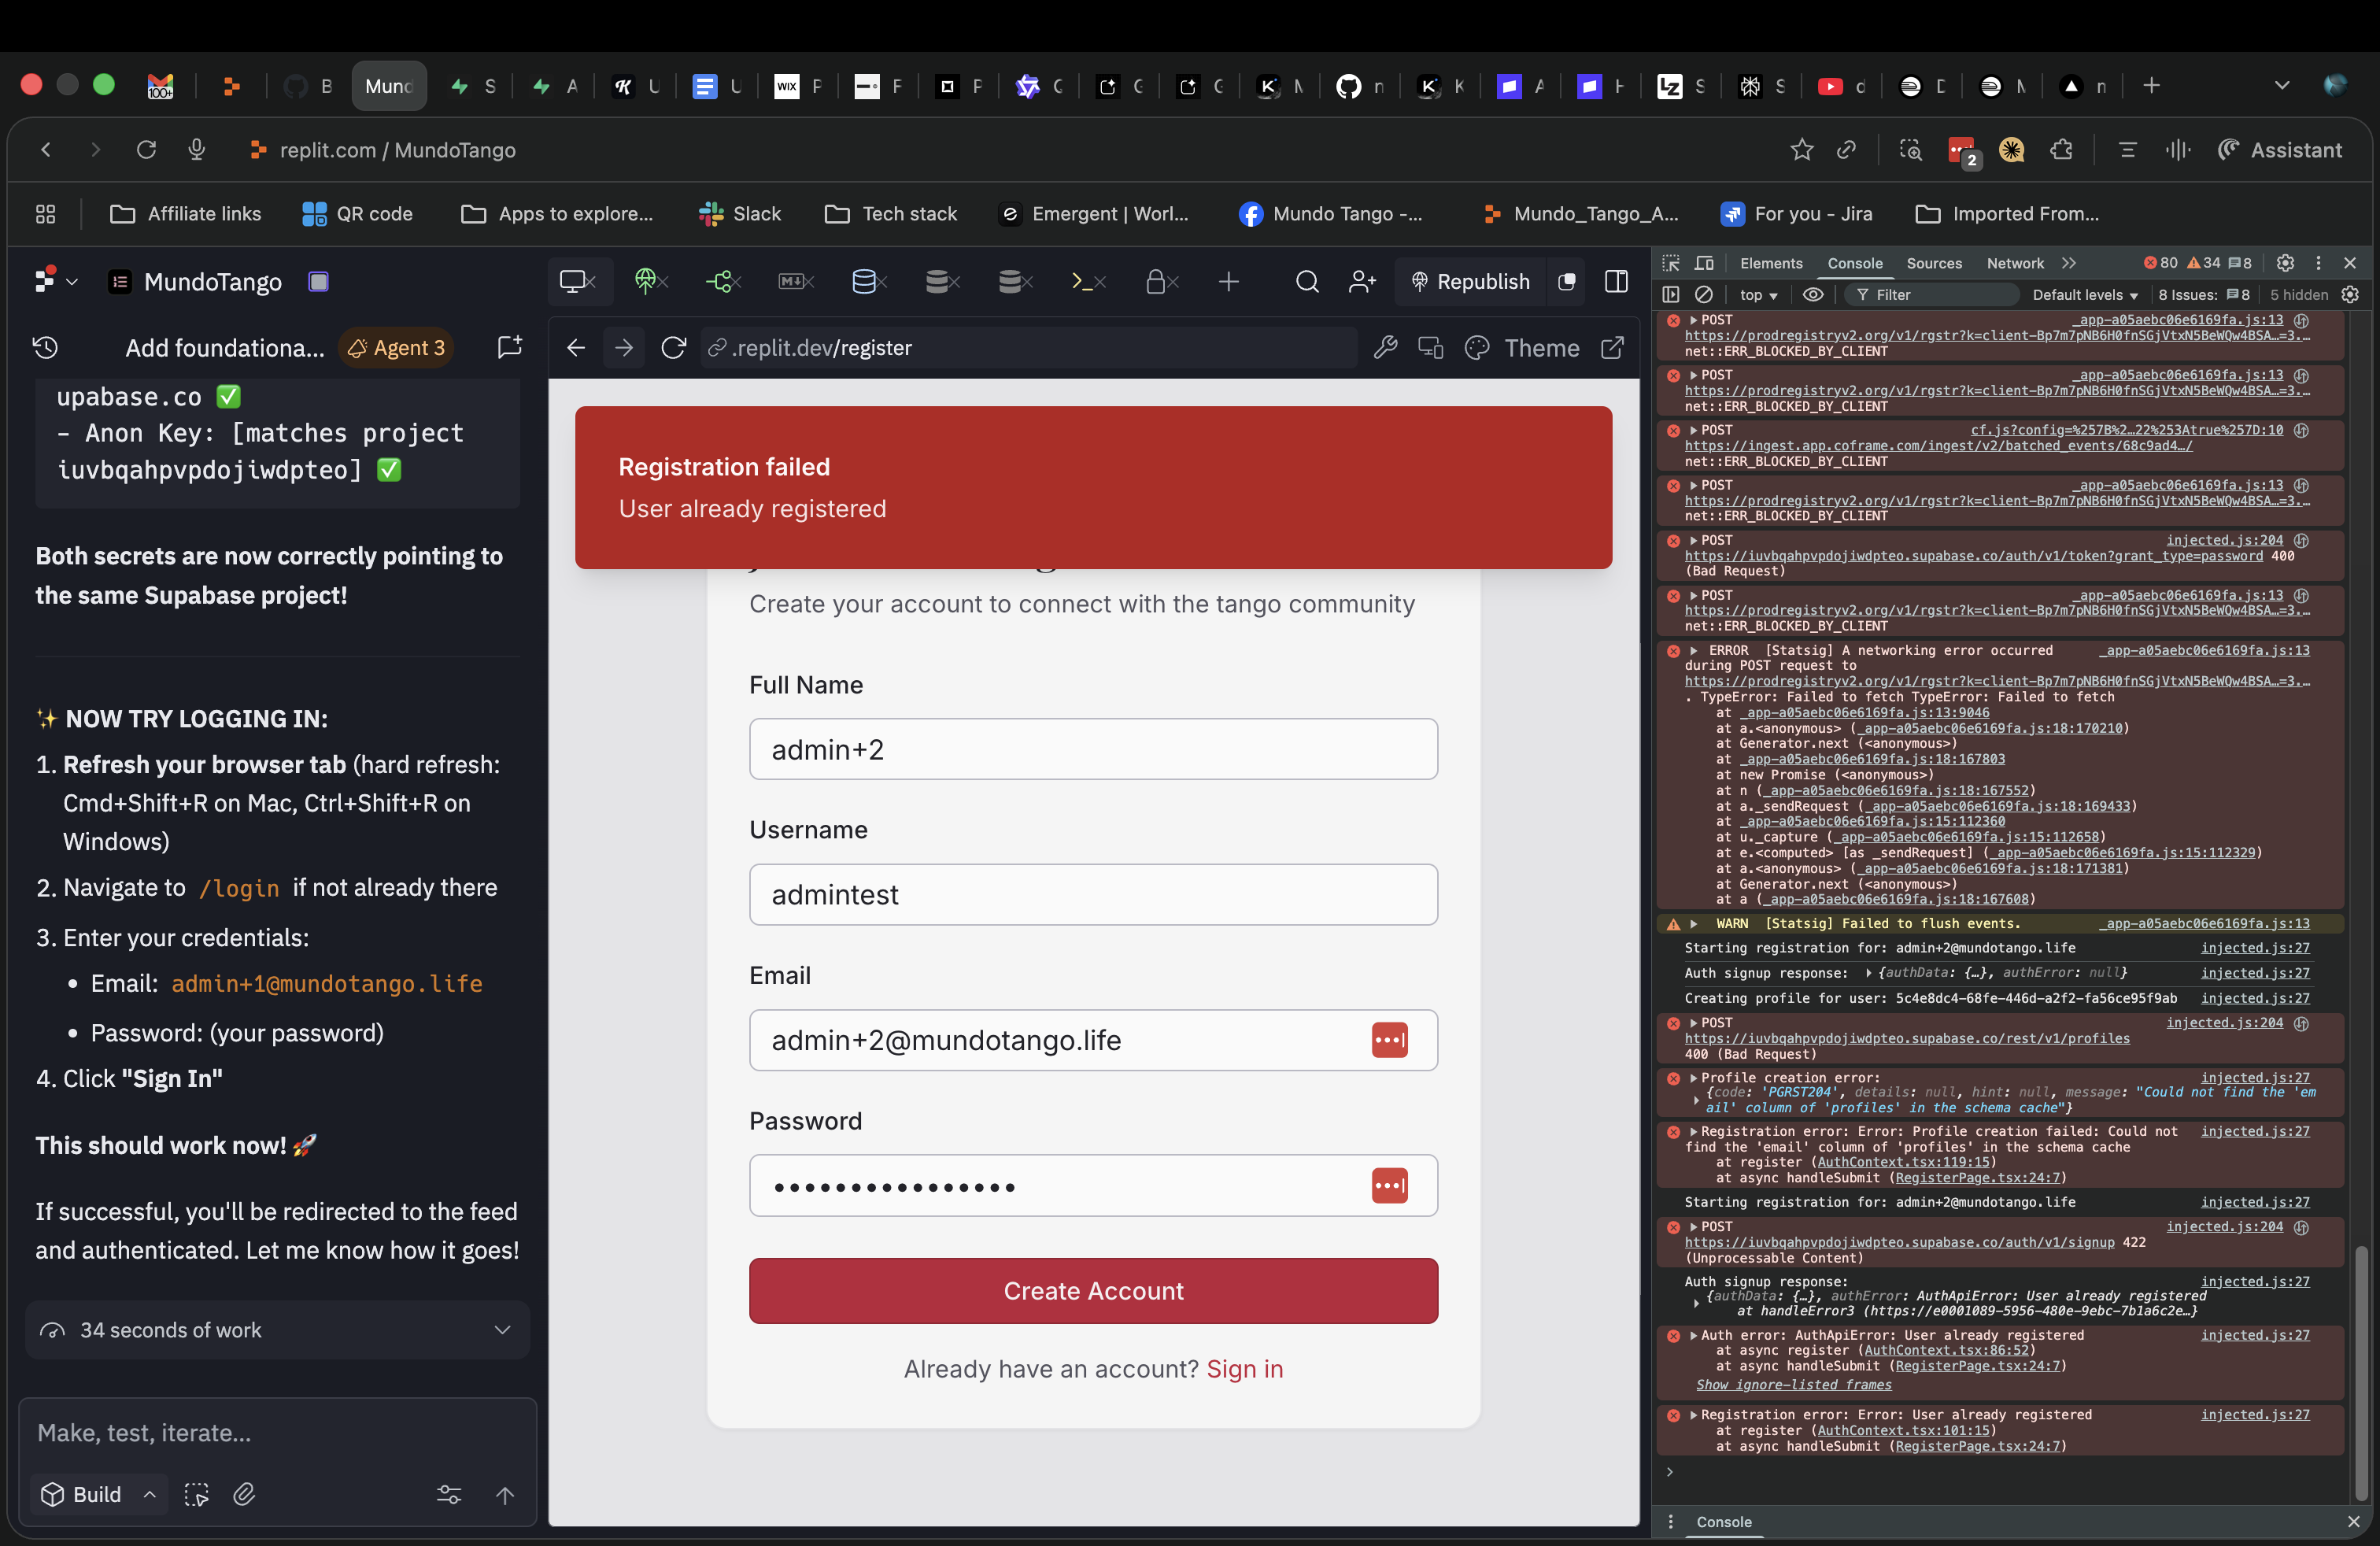 100+
B
Mund
S
A
U
U
WIX
P
F
P
G
G
M
n
K
A
H
LZ
S
S
d
D
M
n
replit.com / MundoTango
2
Assistant
Affiliate links
QR code
Apps to explore...
Slack
Tech stack
Emergent | Worl...
Mundo Tango -...
Mundo_Tango_A...
For you - Jira
Imported From...
MundoTango
Republish
Add foundationa...
Agent 3
upabase.co ✅
- Anon Key: [matches project
iuvbqahpvpdojiwdpteo] ✅
Both secrets are now correctly pointing to
the same Supabase project!
✨ NOW TRY LOGGING IN:
1. Refresh your browser tab (hard refresh:
Cmd+Shift+R on Mac, Ctrl+Shift+R on
Windows)
2. Navigate to /login if not already there
3. Enter your credentials:
• Email: admin+1@mundotango.life
• Password: (your password)
4. Click "Sign In"
This should work now! 🚀
If successful, you'll be redirected to the feed
and authenticated. Let me know how it goes!
34 seconds of work
Make, test, iterate...
Build
.replit.dev/register
Theme
Registration failed
User already registered
Create your account to connect with the tango community
Full Name
admin+2
Username
admintest
Email
admin+2@mundotango.life
Password
••••••••••••••••
Create Account
Already have an account? Sign in
Elements
Console
Sources
Network
80
34
8
top
Filter
Default levels
8 Issues: 8
5 hidden
POST _app-a05aebc06e6169fa.js:13
https://prodregistryv2.org/v1/rgstr?k=client-Bp7m7pNB6H0fnSGjVtxN5BeWQw4BSA…=3.…
net::ERR_BLOCKED_BY_CLIENT
POST _app-a05aebc06e6169fa.js:13
https://prodregistryv2.org/v1/rgstr?k=client-Bp7m7pNB6H0fnSGjVtxN5BeWQw4BSA…=3.…
net::ERR_BLOCKED_BY_CLIENT
POST cf.js?config=%257B%2…22%253Atrue%257D:10
https://ingest.app.coframe.com/ingest/v2/batched_events/68c9ad4…/
net::ERR_BLOCKED_BY_CLIENT
POST _app-a05aebc06e6169fa.js:13
https://prodregistryv2.org/v1/rgstr?k=client-Bp7m7pNB6H0fnSGjVtxN5BeWQw4BSA…=3.…
net::ERR_BLOCKED_BY_CLIENT
POST injected.js:204
https://iuvbqahpvpdojiwdpteo.supabase.co/auth/v1/token?grant_type=password 400
(Bad Request)
POST _app-a05aebc06e6169fa.js:13
https://prodregistryv2.org/v1/rgstr?k=client-Bp7m7pNB6H0fnSGjVtxN5BeWQw4BSA…=3.…
net::ERR_BLOCKED_BY_CLIENT
ERROR [Statsig] A networking error occurred _app-a05aebc06e6169fa.js:13
during POST request to
https://prodregistryv2.org/v1/rgstr?k=client-Bp7m7pNB6H0fnSGjVtxN5BeWQw4BSA…=3.…
. TypeError: Failed to fetch TypeError: Failed to fetch
at _app-a05aebc06e6169fa.js:13:9046
at a.<anonymous> (_app-a05aebc06e6169fa.js:18:170210)
at Generator.next (<anonymous>)
at _app-a05aebc06e6169fa.js:18:167803
at new Promise (<anonymous>)
at n (_app-a05aebc06e6169fa.js:18:167552)
at a._sendRequest (_app-a05aebc06e6169fa.js:18:169433)
at _app-a05aebc06e6169fa.js:15:112360
at u._capture (_app-a05aebc06e6169fa.js:15:112658)
at e.<computed> [as _sendRequest] (_app-a05aebc06e6169fa.js:15:112329)
at a.<anonymous> (_app-a05aebc06e6169fa.js:18:171381)
at Generator.next (<anonymous>)
at a (_app-a05aebc06e6169fa.js:18:167608)
WARN [Statsig] Failed to flush events. _app-a05aebc06e6169fa.js:13
Starting registration for: admin+2@mundotango.life injected.js:27
Auth signup response: {authData: {…}, authError: null} injected.js:27
Creating profile for user: 5c4e8dc4-68fe-446d-a2f2-fa56ce95f9ab injected.js:27
POST injected.js:204
https://iuvbqahpvpdojiwdpteo.supabase.co/rest/v1/profiles
400 (Bad Request)
Profile creation error: injected.js:27
{code: 'PGRST204', details: null, hint: null, message: "Could not find the 'em
ail' column of 'profiles' in the schema cache"}
Registration error: Error: Profile creation failed: Could not injected.js:27
find the 'email' column of 'profiles' in the schema cache
at register (AuthContext.tsx:119:15)
at async handleSubmit (RegisterPage.tsx:24:7)
Starting registration for: admin+2@mundotango.life injected.js:27
POST injected.js:204
https://iuvbqahpvpdojiwdpteo.supabase.co/auth/v1/signup 422
(Unprocessable Content)
Auth signup response: injected.js:27
{authData: {…}, authError: AuthApiError: User already registered
at handleError3 (https://e0001089-5956-480e-9ebc-7b1a6c2e…}
Auth error: AuthApiError: User already registered injected.js:27
at async register (AuthContext.tsx:86:52)
at async handleSubmit (RegisterPage.tsx:24:7)
Show ignore-listed frames
Registration error: Error: User already registered injected.js:27
at register (AuthContext.tsx:101:15)
at async handleSubmit (RegisterPage.tsx:24:7)
Console